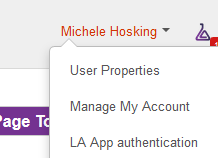 Michele Hosking
User Properties
Manage My Account
Page To
LA App authentication